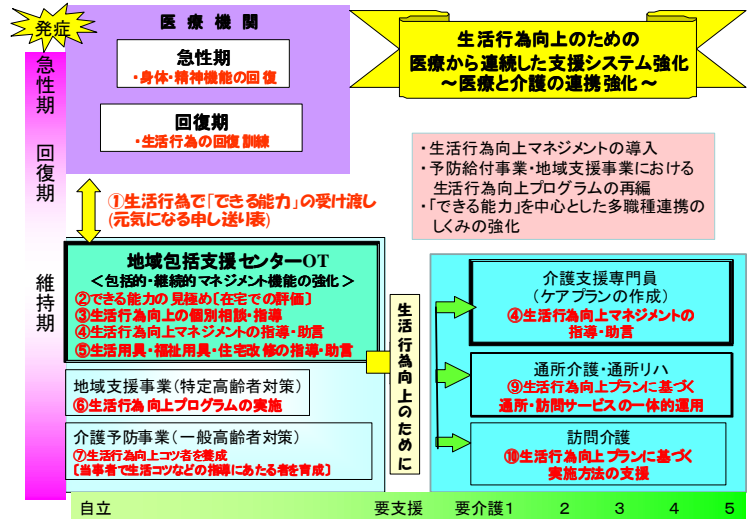 発症
医療機関
急性期
・身体・精神機能の回復
回復期
・生活行為の回復訓練
生活行為向上のための
医療から連続した支援システム強化
～医療と介護の連携強化～
急性期
回復期
維持期
・生活行為向上マネジメントの導入
・予防給付事業・地域支援事業における
生活行為向上プログラムの再編
・「できる能力」を中心とした多職種連携の
しくみの強化
①生活行為で「できる能力」の受け渡し
(元気になる申し送り表)
地域包括支援センターOT
＜包括的・継続的マネジメント機能の強化＞
②できる能力の見極め〔在宅での評価〕
③生活行為向上の個別相談・指導
④生活行為向上マネジメントの指導・助言
⑤生活用具・福祉用具・住宅改修の指導・助言
地域支援事業(特定高齢者対策)
⑥生活行為向上プログラムの実施
介護予防事業(一般高齢者対策)
⑦生活行為向上コツ者を養成
〔当事者で生活コツなどの指導にあたる者を育成〕
生活行為向上のために
介護支援専門員
(ケアプランの作成)
④生活行為向上マネジメントの
指導・助言
通所介護・通所リハ
⑨生活行為向上プランに基づく
通所・訪問サービスの一体的運用
訪問介護
⑩生活行為向上プランに基づく
実施方法の支援
自立 要支援 要介護1 2 3 4 5